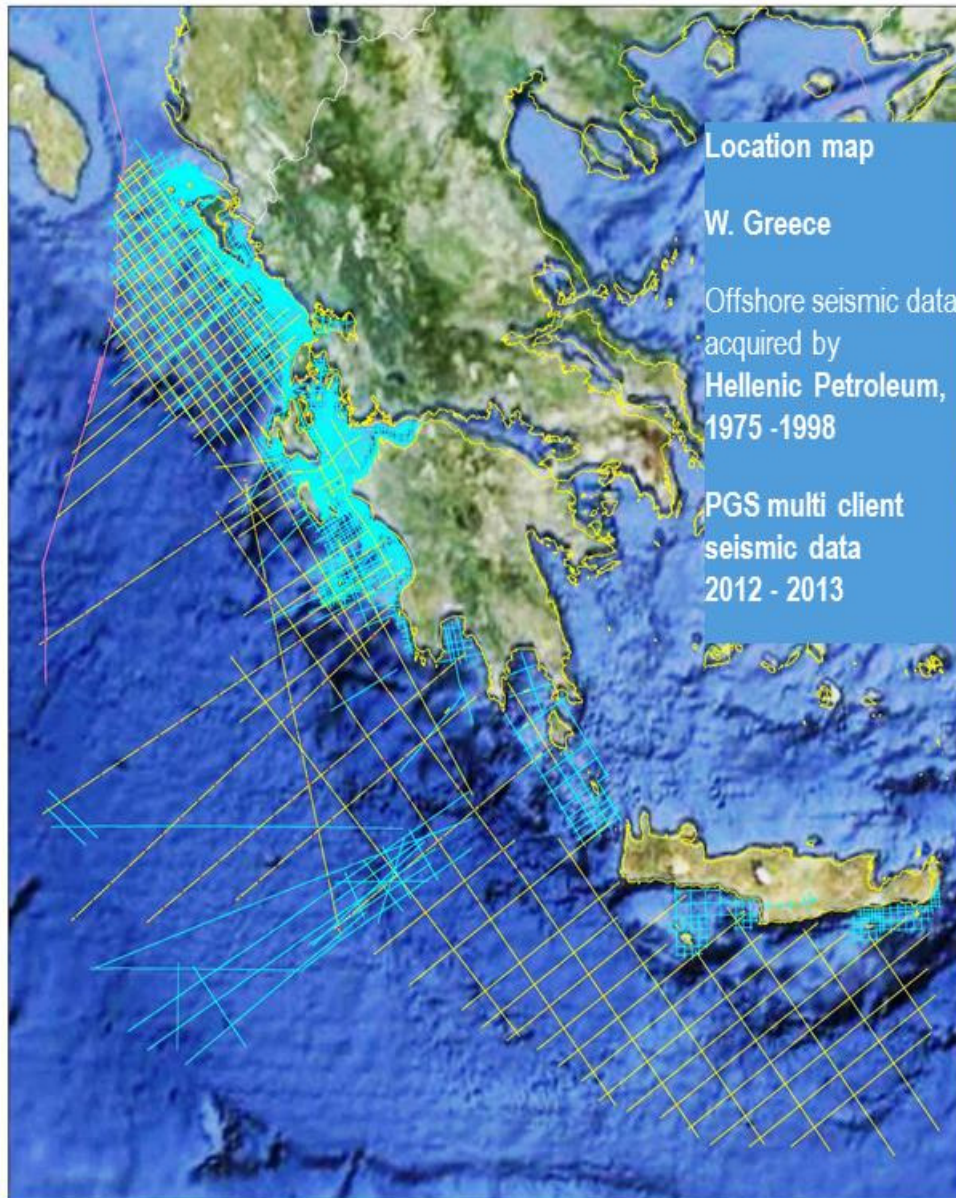 Location map
W. Greece
Offshore seismic data
acquired by
Hellenic Petroleum,
1975 -1998
PGS multi client
seismic data
2012 - 2013